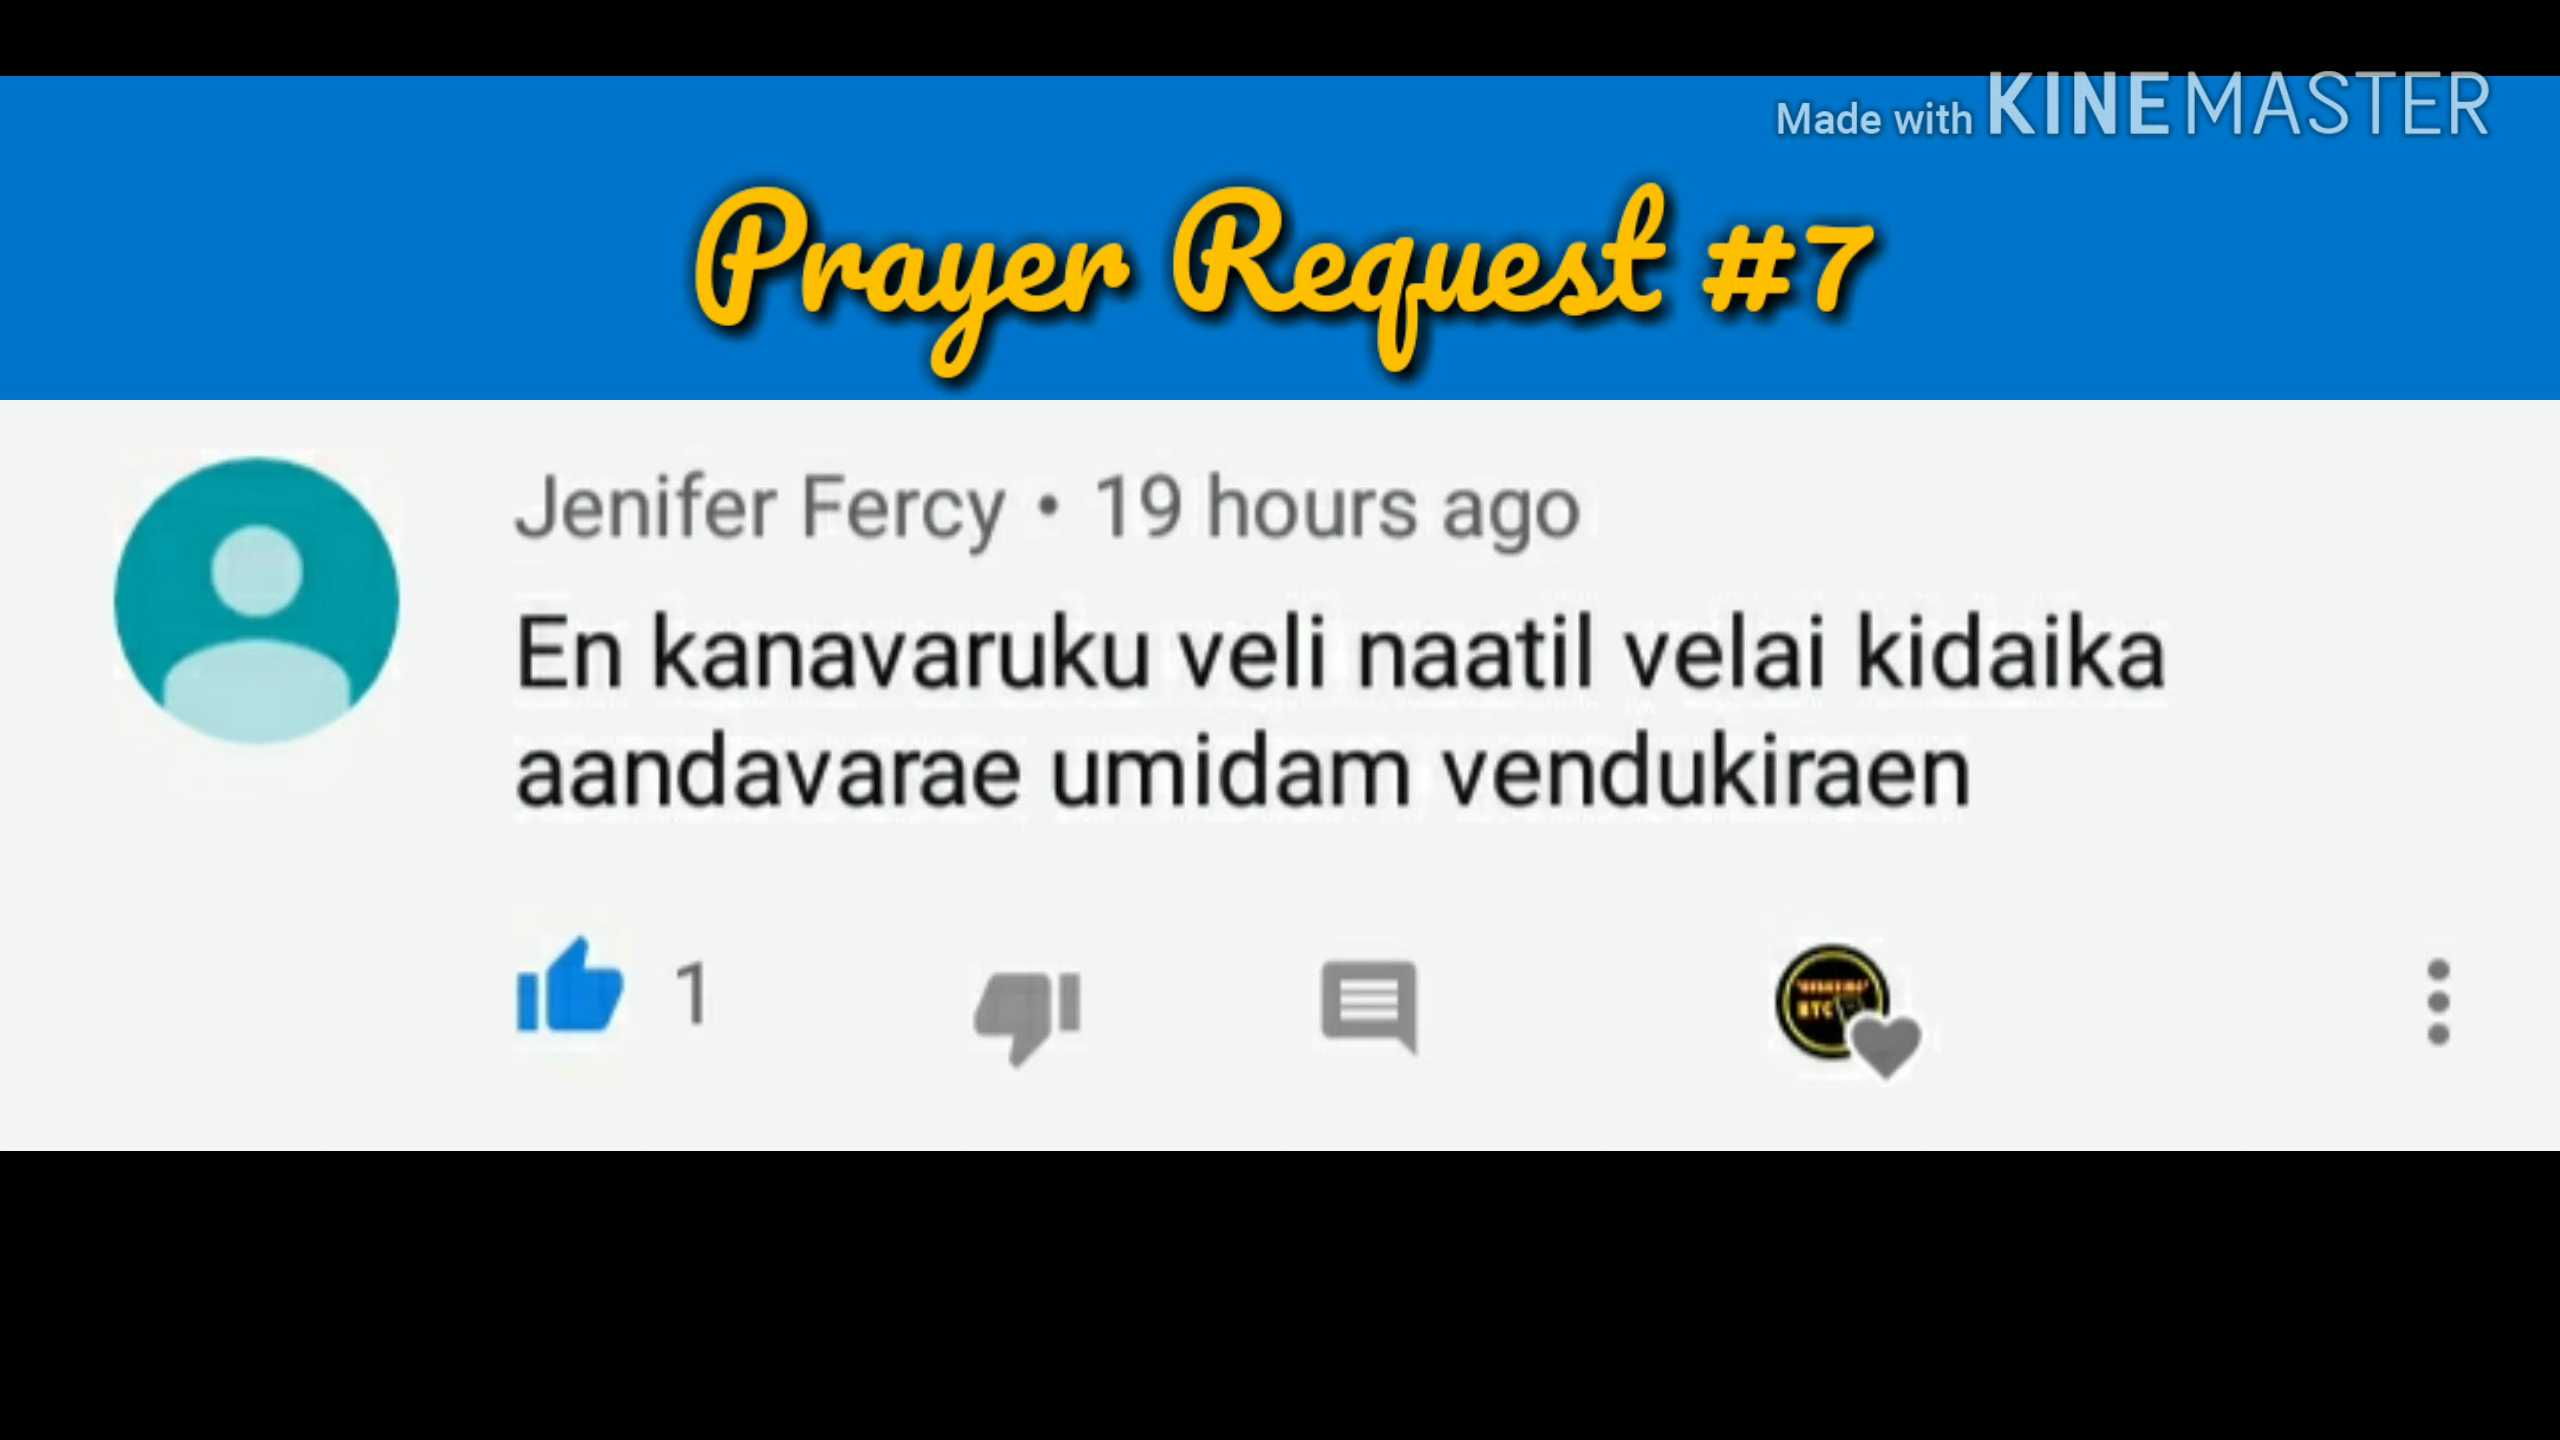 Made with KINEMASTER
Prayer Request #7
Jenifer Fercy • 19 hours ago
En kanavaruku veli naatil velai kidaika
aandavarae umidam vendukiraen
1